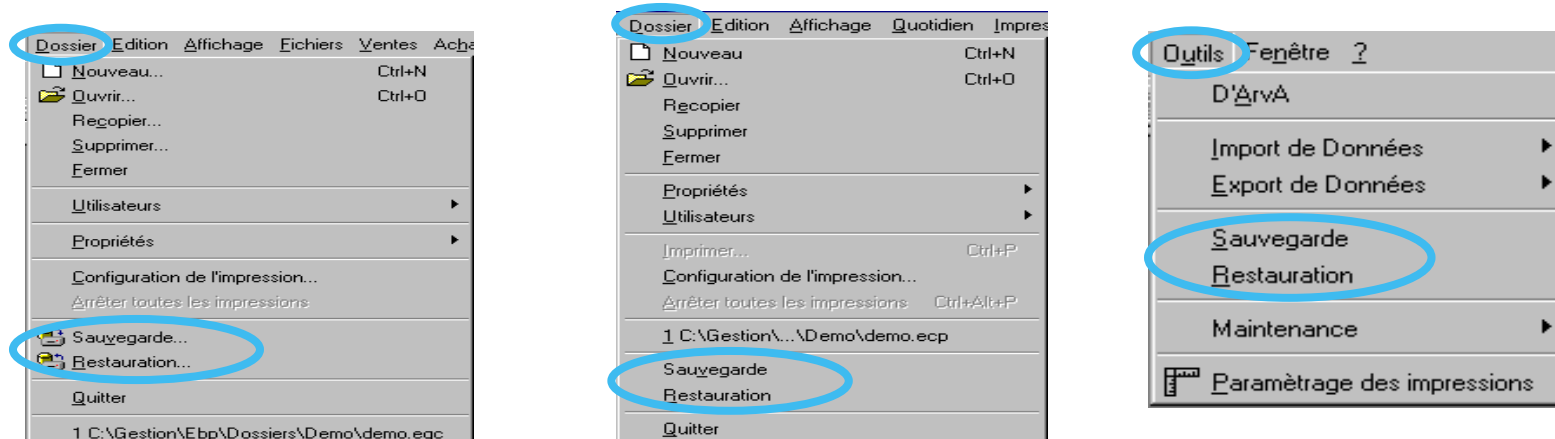 Dossier Edition Affichage Fichiers Ventes Acha
Nouveau... Ctrl+N
Ouvrir... Ctrl+O
Recopier...
Supprimer...
Fermer
Utilisateurs
Propriétés
Configuration de l'impression...
Arrêter toutes les impressions
Sauvegarde...
Restauration...
Quitter
1 C:\Gestion\Ebp\Dossiers\Demo\demo.egc
Dossier Edition Affichage Quotidien Impres
Nouveau Ctrl+N
Ouvrir... Ctrl+O
Recopier
Supprimer
Fermer
Propriétés
Utilisateurs
Imprimer... Ctrl+P
Configuration de l'impression...
Arrêter toutes les impressions Ctrl+Alt+P
1 C:\Gestion\...\Demo\demo.ecp
Sauvegarde
Restauration
Quitter
Outils Fenêtre ?
D'ArvA
Import de Données
Export de Données
Sauvegarde
Restauration
Maintenance
Paramètrage des impressions